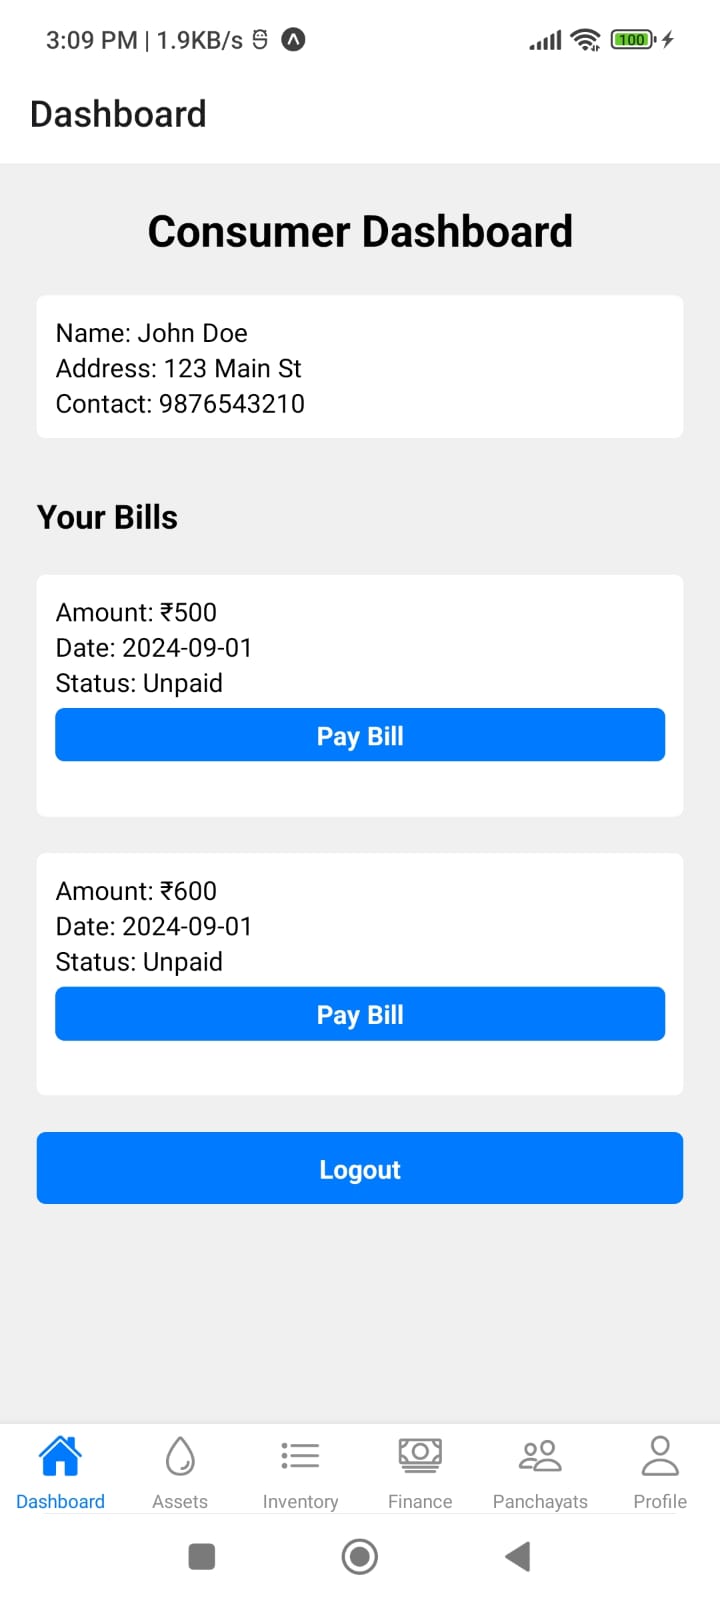 3:09 PM | 1.9KB/s
100
Dashboard
Consumer Dashboard
Name: John Doe
Address: 123 Main St
Contact: 9876543210
Your Bills
Amount: ₹500
Date: 2024-09-01
Status: Unpaid
Pay Bill
Amount: ₹600
Date: 2024-09-01
Status: Unpaid
Pay Bill
Logout
Dashboard Assets Inventory Finance Panchayats Profile